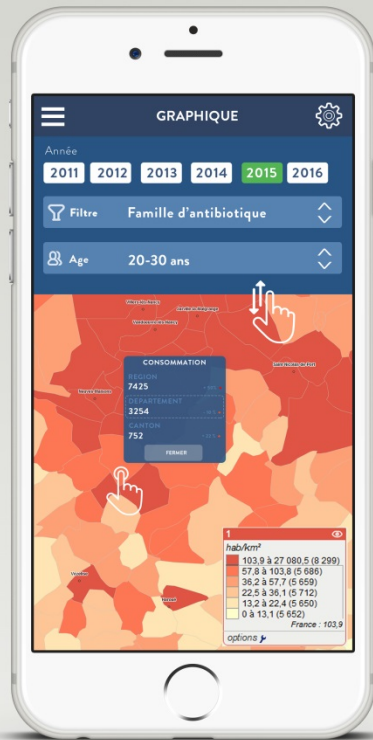 GRAPHIQUE
Année
2011 2012 2013 2014 2015 2016
Filtre Famille d'antibiotique
Age 20-30 ans
CONSOMMATION
REGION
7425
DEPARTEMENT
3254
CANTON
752
FERMER
1
hab/km²
103,9 à 27 080,5 (8 299)
57,8 à 103,8 (5 686)
36,2 à 57,7 (5 659)
22,5 à 36,1 (5 712)
13,2 à 22,4 (5 650)
0 à 13,1 (5 652)
France : 103,9
options